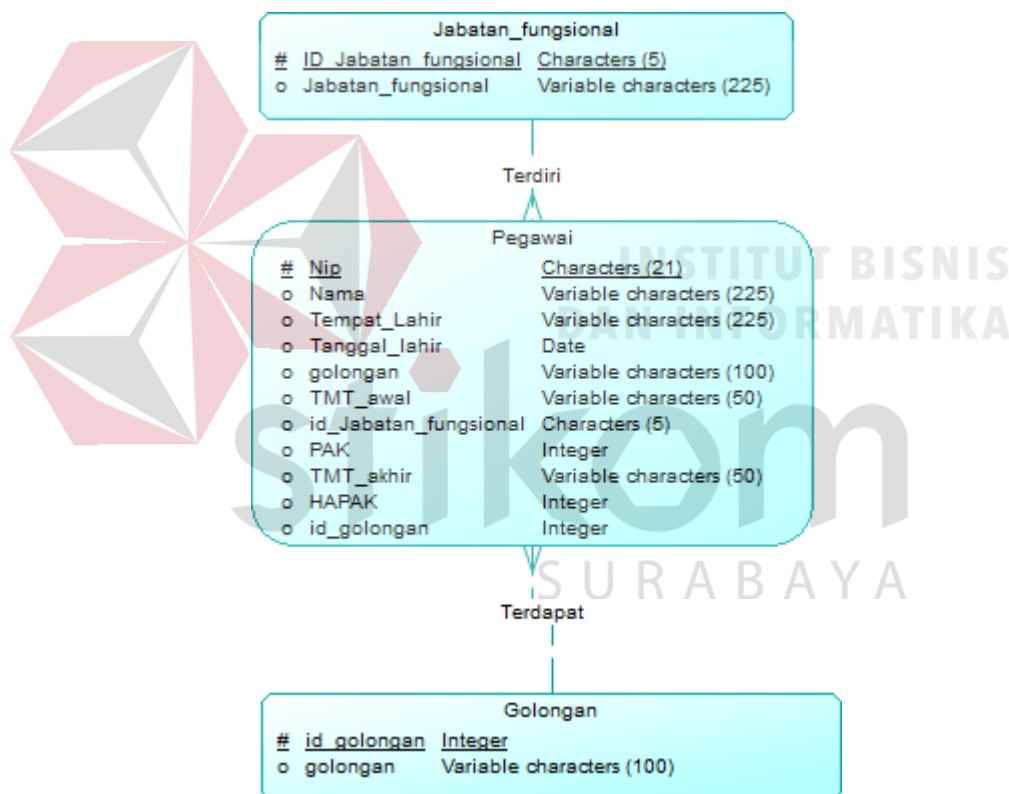 Jabatan_fungsional
# ID_Jabatan_fungsional Characters (5)
o Jabatan_fungsional Variable characters (225)
Terdiri
Pegawai
# Nip Characters (21)
o Nama Variable characters (225)
o Tempat_Lahir Variable characters (225)
o Tanggal_lahir Date
o golongan Variable characters (100)
o TMT_awal Variable characters (50)
o id_Jabatan_fungsional Characters (5)
o PAK Integer
o TMT_akhir Variable characters (50)
o HAPAK Integer
o id_golongan Integer
INSTITUT BISNIS
DAN INFORMATIKA
stikom
SURABAYA
Terdapat
Golongan
# id_golongan Integer
o golongan Variable characters (100)